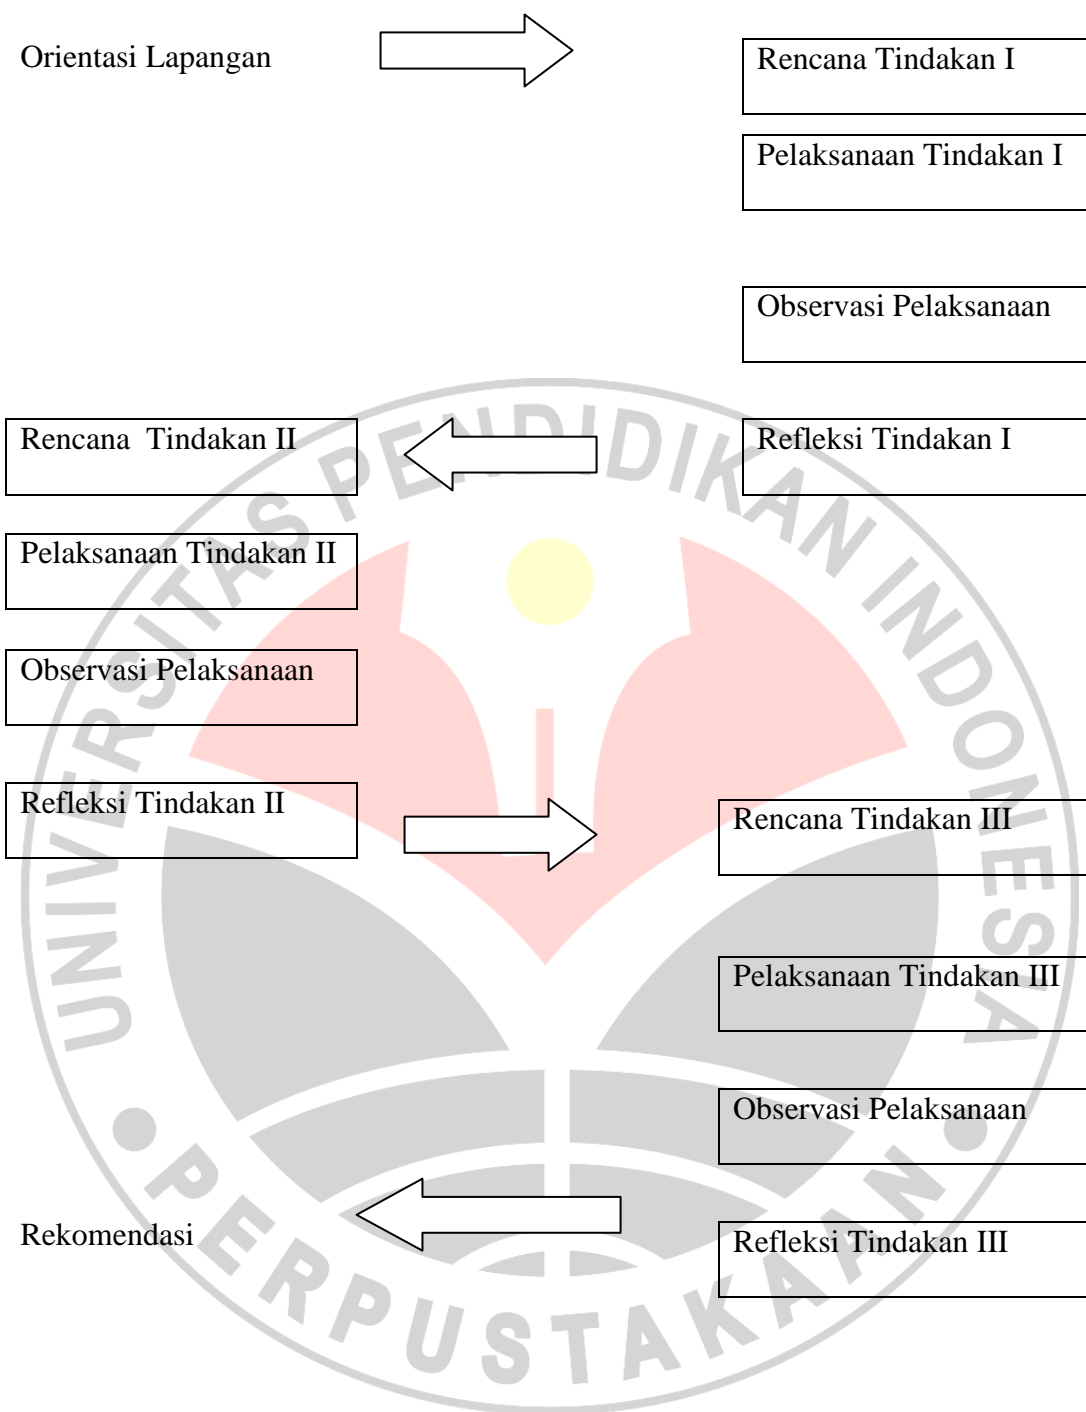 Orientasi Lapangan
Rencana Tindakan I
Pelaksanaan Tindakan I
Observasi Pelaksanaan
Refleksi Tindakan I
Rencana  Tindakan II
Pelaksanaan Tindakan II
Observasi Pelaksanaan
Refleksi Tindakan II
Rencana Tindakan III
Pelaksanaan Tindakan III
Observasi Pelaksanaan
Refleksi Tindakan III
Rekomendasi
UNIVERSITAS PENDIDIKAN INDONESIA
PERPUSTAKAAN